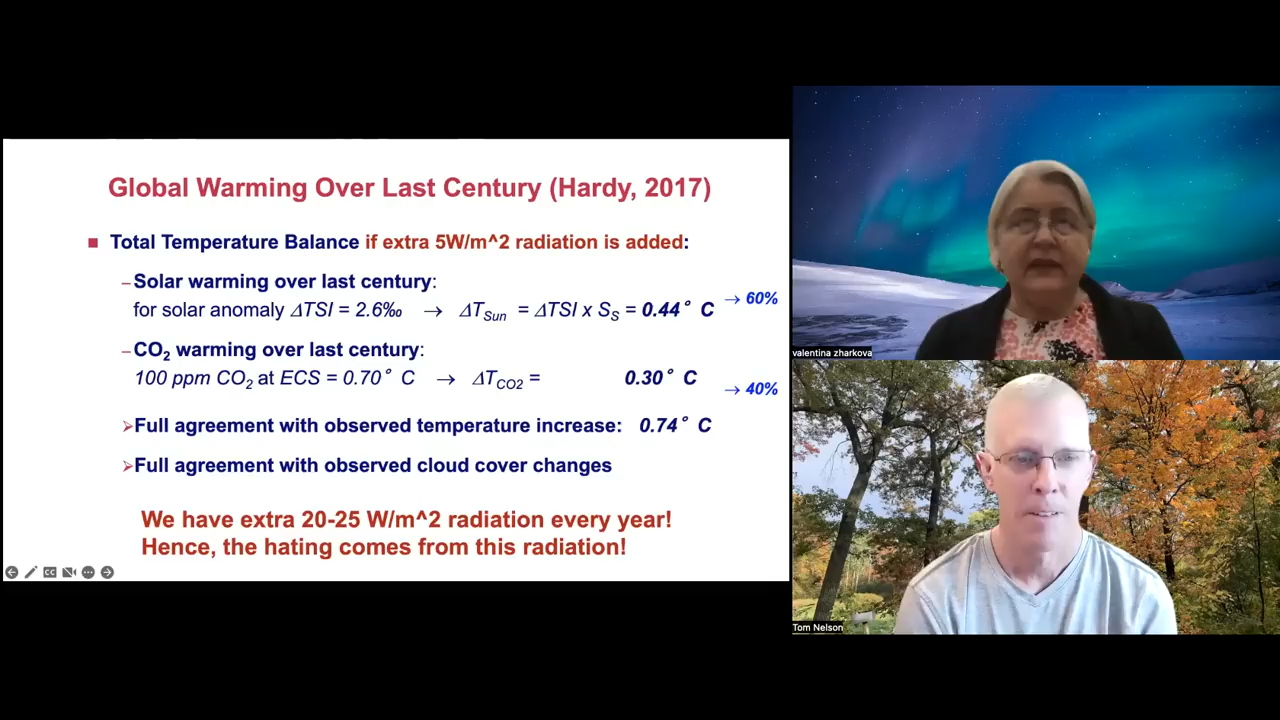 Global Warming Over Last Century (Hardy, 2017)
■ Total Temperature Balance if extra 5W/m^2 radiation is added:
–Solar warming over last century:
for solar anomaly ΔTSI = 2.6‰ → ΔT_Sun = ΔTSI x S_S = 0.44° C → 60%
–CO₂ warming over last century:
100 ppm CO₂ at ECS = 0.70° C → ΔT_CO2 = 0.30° C → 40%
➢Full agreement with observed temperature increase: 0.74° C
➢Full agreement with observed cloud cover changes
We have extra 20-25 W/m^2 radiation every year!
Hence, the hating comes from this radiation!
CC
valentina zharkova
Tom Nelson